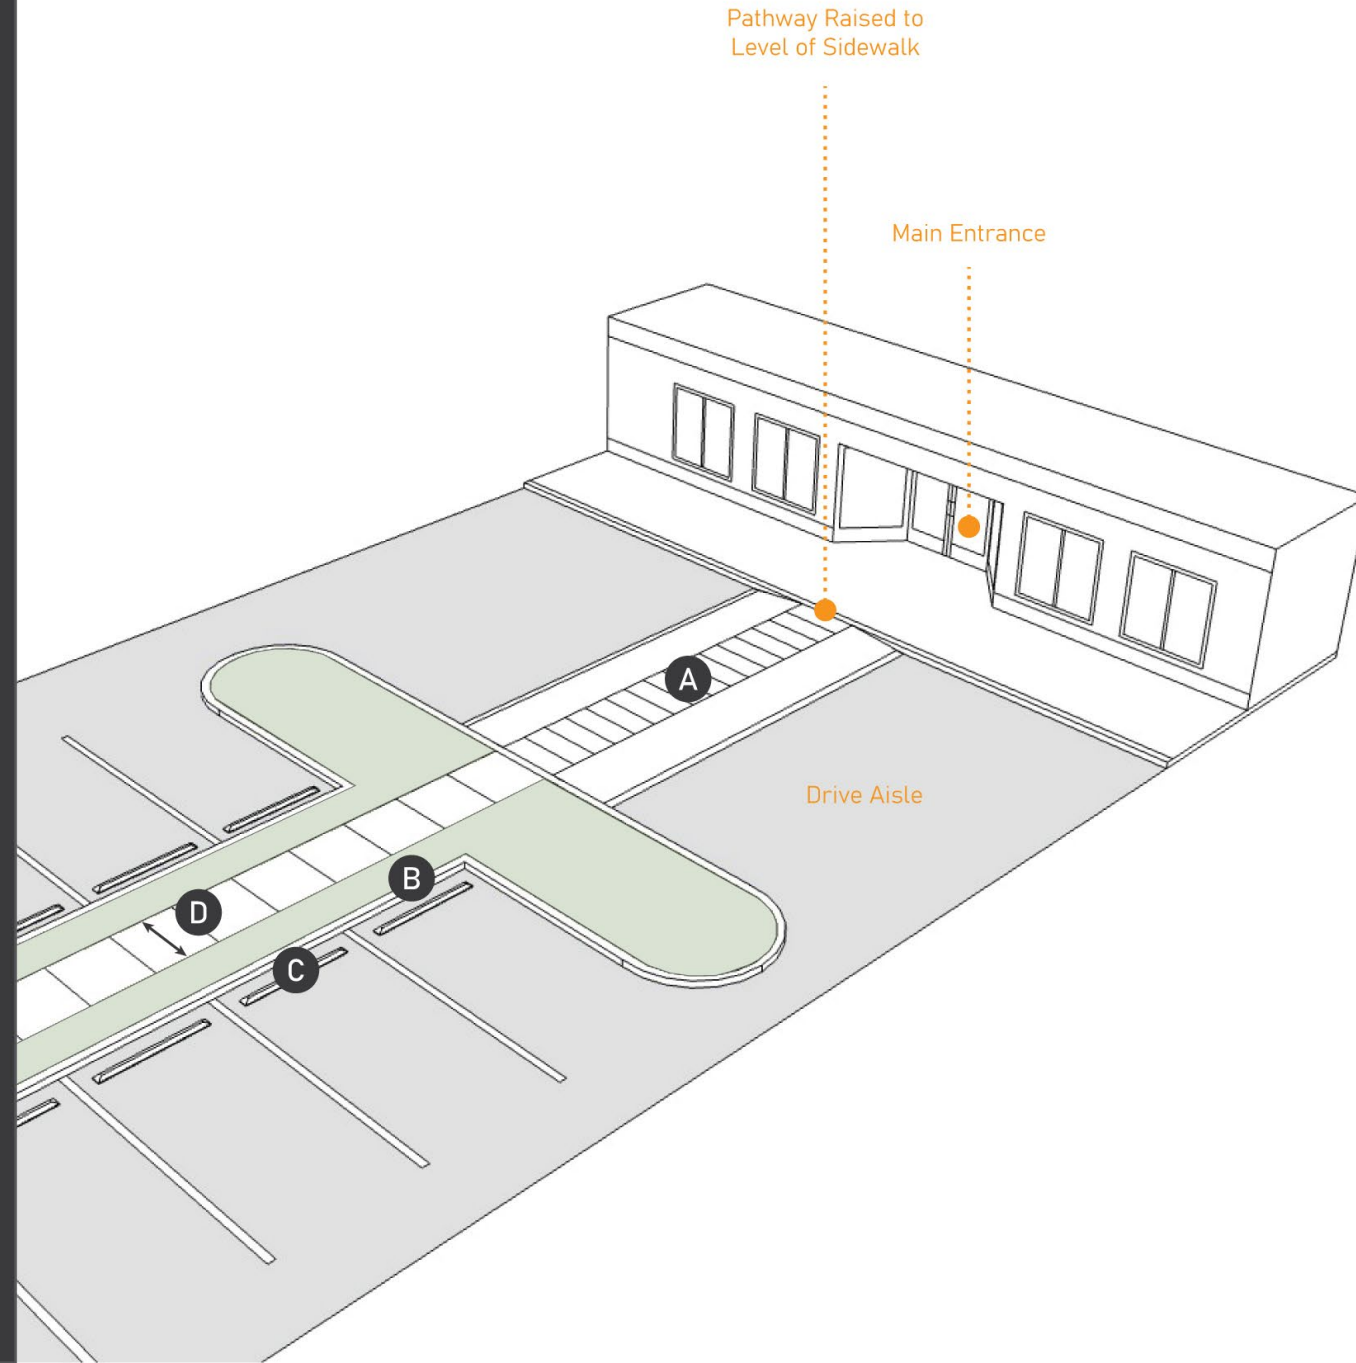 Pathway Raised to
Level of Sidewalk
Main Entrance
A
Drive Aisle
B
D
C